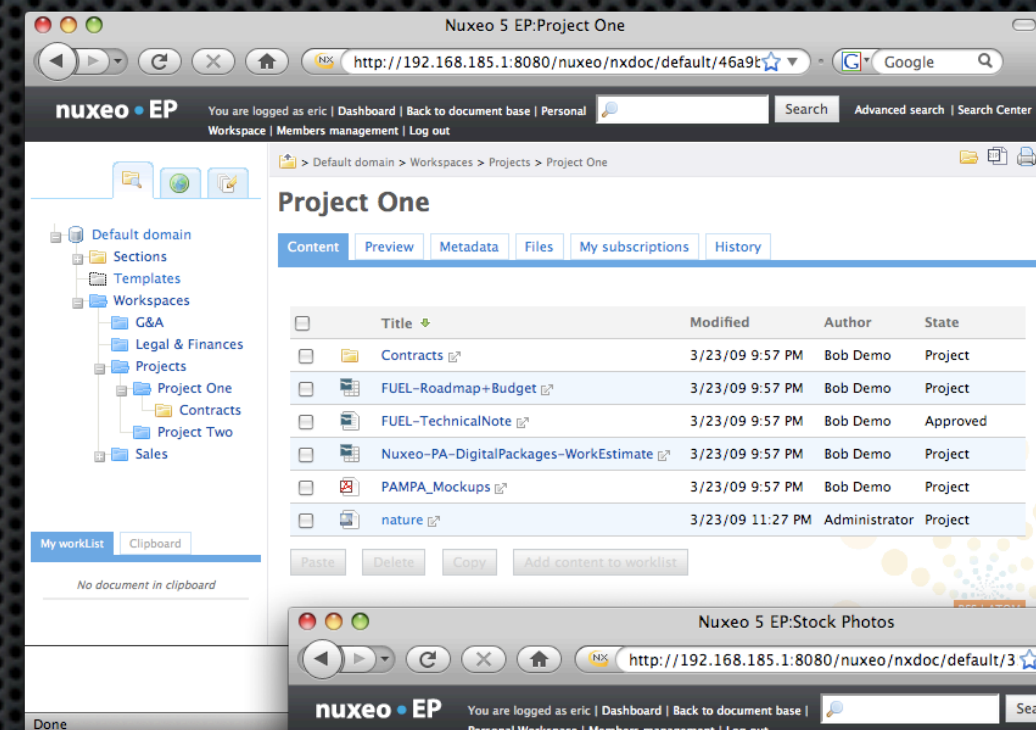 Nuxeo 5 EP:Project One
http://192.168.185.1:8080/nuxeo/nxdoc/default/46a9b
Google
nuxeo EP
You are logged as eric | Dashboard | Back to document base | Personal
Workspace | Members management | Log out
Search
Advanced search | Search Center
> Default domain > Workspaces > Projects > Project One
Project One
Content Preview Metadata Files My subscriptions History
Default domain
Sections
Templates
Workspaces
G&A
Legal & Finances
Projects
Project One
Contracts
Project Two
Sales
My workList Clipboard
No document in clipboard
Title Modified Author State
Contracts 3/23/09 9:57 PM Bob Demo Project
FUEL-Roadmap+Budget 3/23/09 9:57 PM Bob Demo Project
FUEL-TechnicalNote 3/23/09 9:57 PM Bob Demo Approved
Nuxeo-PA-DigitalPackages-WorkEstimate 3/23/09 9:57 PM Bob Demo Project
PAMPA_Mockups 3/23/09 9:57 PM Bob Demo Project
nature 3/23/09 11:27 PM Administrator Project
Paste Delete Copy Add content to worklist
Nuxeo 5 EP:Stock Photos
http://192.168.185.1:8080/nuxeo/nxdoc/default/3
nuxeo EP
You are logged as eric | Dashboard | Back to document base |
Personal Workspace | Members management | Log out
Sea
Done